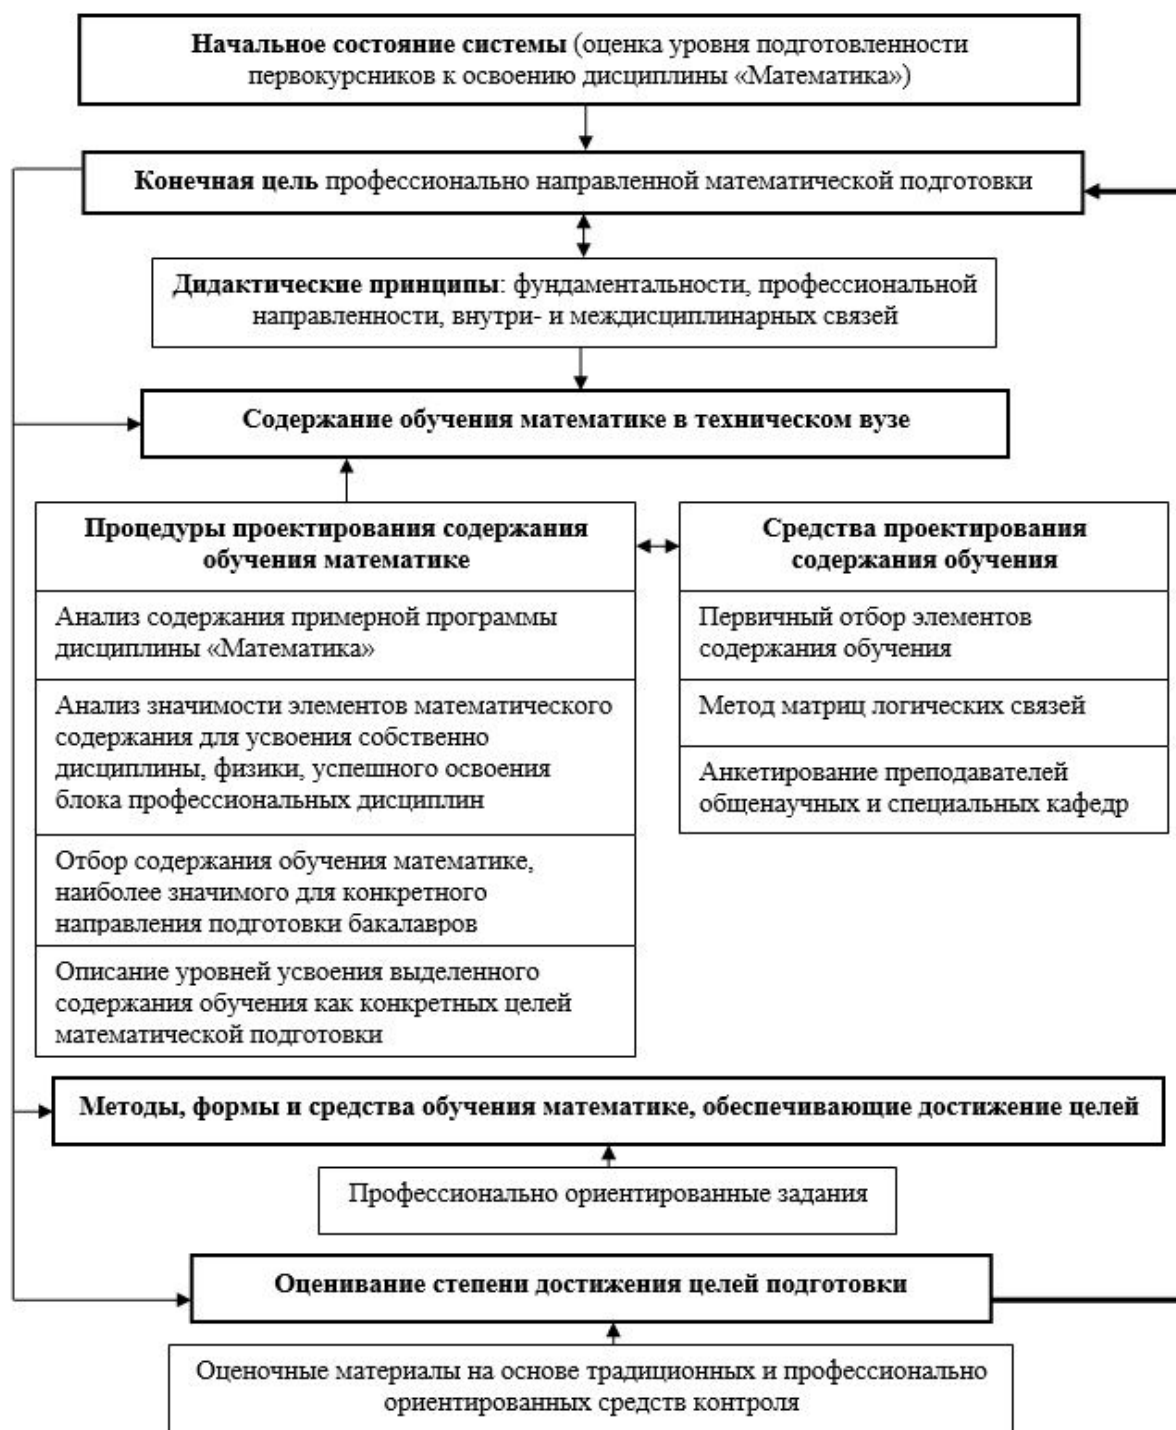 Начальное состояние системы (оценка уровня подготовленности
первокурсников к освоению дисциплины «Математика»)
Конечная цель профессионально направленной математической подготовки
Дидактические принципы: фундаментальности, профессиональной
направленности, внутри- и междисциплинарных связей
Содержание обучения математике в техническом вузе
Процедуры проектирования содержания
обучения математике
Анализ содержания примерной программы
дисциплины «Математика»
Анализ значимости элементов математического
содержания для усвоения собственно
дисциплины, физики, успешного освоения
блока профессиональных дисциплин
Отбор содержания обучения математике,
наиболее значимого для конкретного
направления подготовки бакалавров
Описание уровней усвоения выделенного
содержания обучения как конкретных целей
математической подготовки
Средства проектирования
содержания обучения
Первичный отбор элементов
содержания обучения
Метод матриц логических связей
Анкетирование преподавателей
общенаучных и специальных кафедр
Методы, формы и средства обучения математике, обеспечивающие достижение целей
Профессионально ориентированные задания
Оценивание степени достижения целей подготовки
Оценочные материалы на основе традиционных и профессионально
ориентированных средств контроля